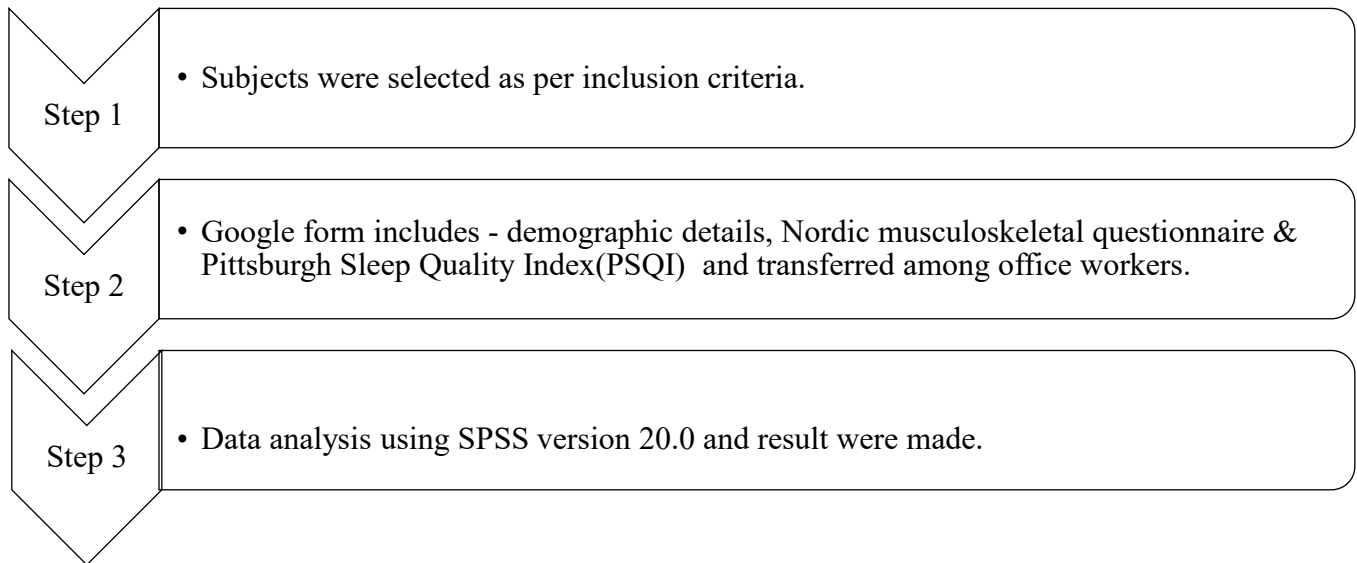 Step 1
• Subjects were selected as per inclusion criteria.
Step 2
• Google form includes - demographic details, Nordic musculoskeletal questionnaire &
Pittsburgh Sleep Quality Index(PSQI) and transferred among office workers.
Step 3
• Data analysis using SPSS version 20.0 and result were made.